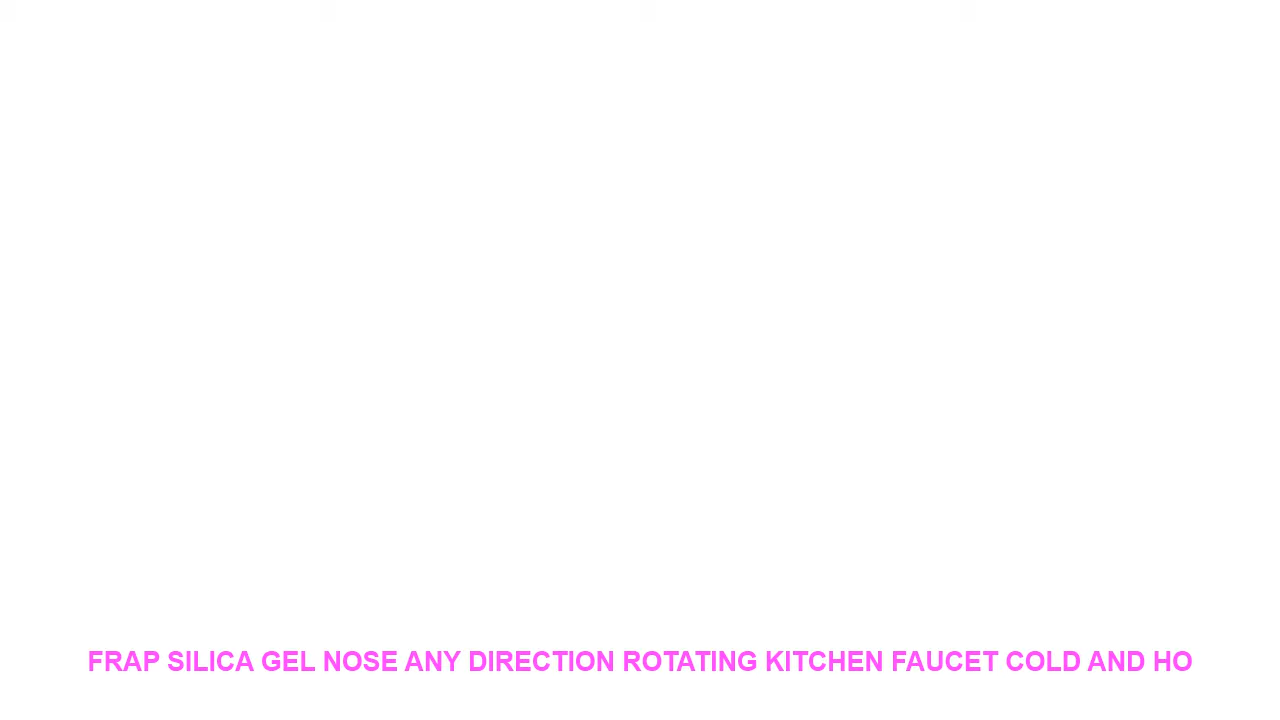 FRAP SILICA GEL NOSE ANY DIRECTION ROTATING KITCHEN FAUCET COLD AND HO